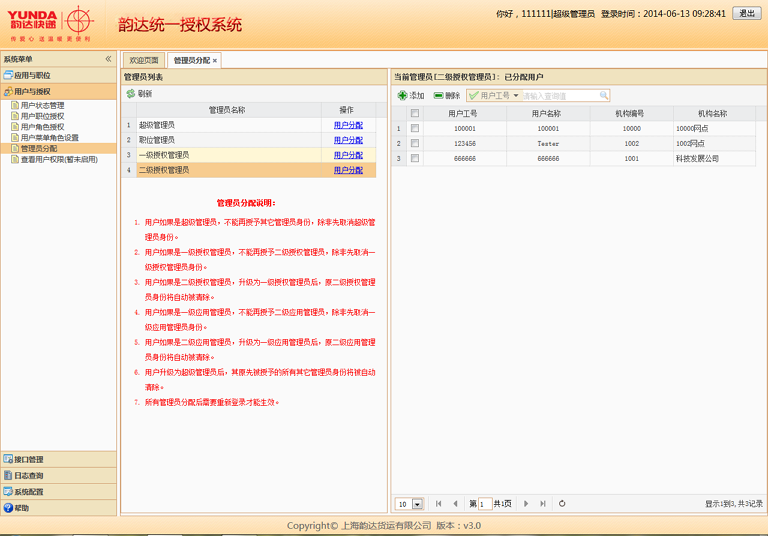 YUNDA
韵达快递
传 爱 心 送 温 暖 更 便 利
韵达统一授权系统
你好，111111|超级管理员 登录时间：2014-06-13 09:28:41 退出
系统菜单
应用与职位
用户与授权
用户状态管理
用户职位授权
用户角色授权
用户菜单角色设置
管理员分配
查看用户权限(暂未启用)
接口管理
日志查询
系统配置
帮助
欢迎页面 管理员分配
管理员列表
刷新
管理员名称 操作
1 超级管理员 用户分配
2 职位管理员 用户分配
3 一级授权管理员 用户分配
4 二级授权管理员 用户分配
管理员分配说明：
1. 用户如果是超级管理员，不能再授予其它管理员身份，除非先取消超级管
理员身份。
2. 用户如果是一级授权管理员，不能再授予二级授权管理员，除非先取消一
级授权管理员身份。
3. 用户如果是二级授权管理员，升级为一级授权管理员后，原二级授权管理
员身份将自动被清除。
4. 用户如果是一级应用管理员，不能再授予二级应用管理员，除非先取消一
级应用管理员身份。
5. 用户如果是二级应用管理员，升级为一级应用管理员后，原二级应用管理
员身份将自动被清除。
6. 用户升级为超级管理员后，其原先被授予的所有其它管理员身份将被自动
清除。
7. 所有管理员分配后需要重新登录才能生效。
当前管理员[二级授权管理员]：已分配用户
添加 删除 用户工号 请输入查询值
用户工号 用户名称 机构编号 机构名称
1 100001 100001 10000 10000网点
2 123456 Tester 1002 1002网点
3 666666 666666 1001 科技发展公司
10 第 1 共1页 显示1到3，共3记录
Copyright© 上海韵达货运有限公司 版本：v3.0